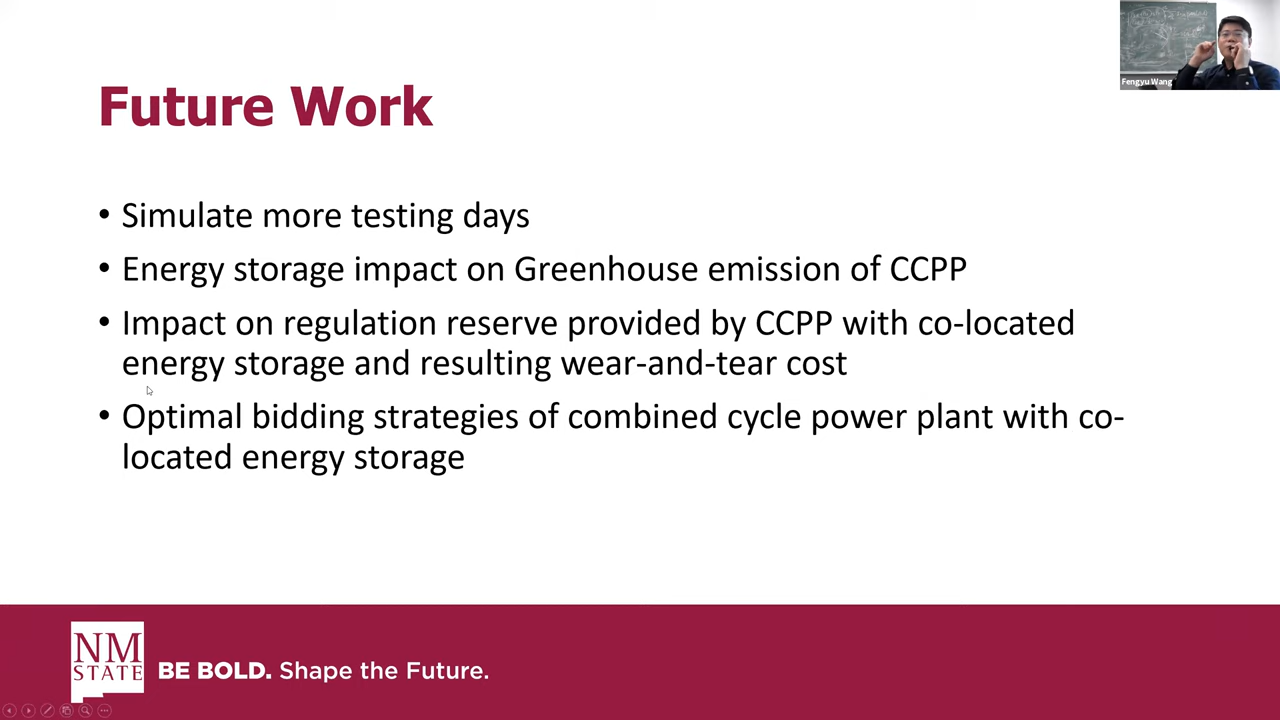 Fengyu Wang
Future Work
• Simulate more testing days
• Energy storage impact on Greenhouse emission of CCPP
• Impact on regulation reserve provided by CCPP with co-located
energy storage and resulting wear-and-tear cost
• Optimal bidding strategies of combined cycle power plant with co-
located energy storage
NM
STATE
BE BOLD. Shape the Future.